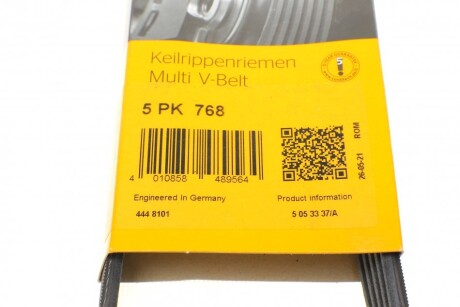 Keilrippenriemen
Multi V-Belt
5 PK 768
4 010858 489564
26-05-21 ROM
Engineered In Germany
Product information
444 8101
5 05 33 37/A